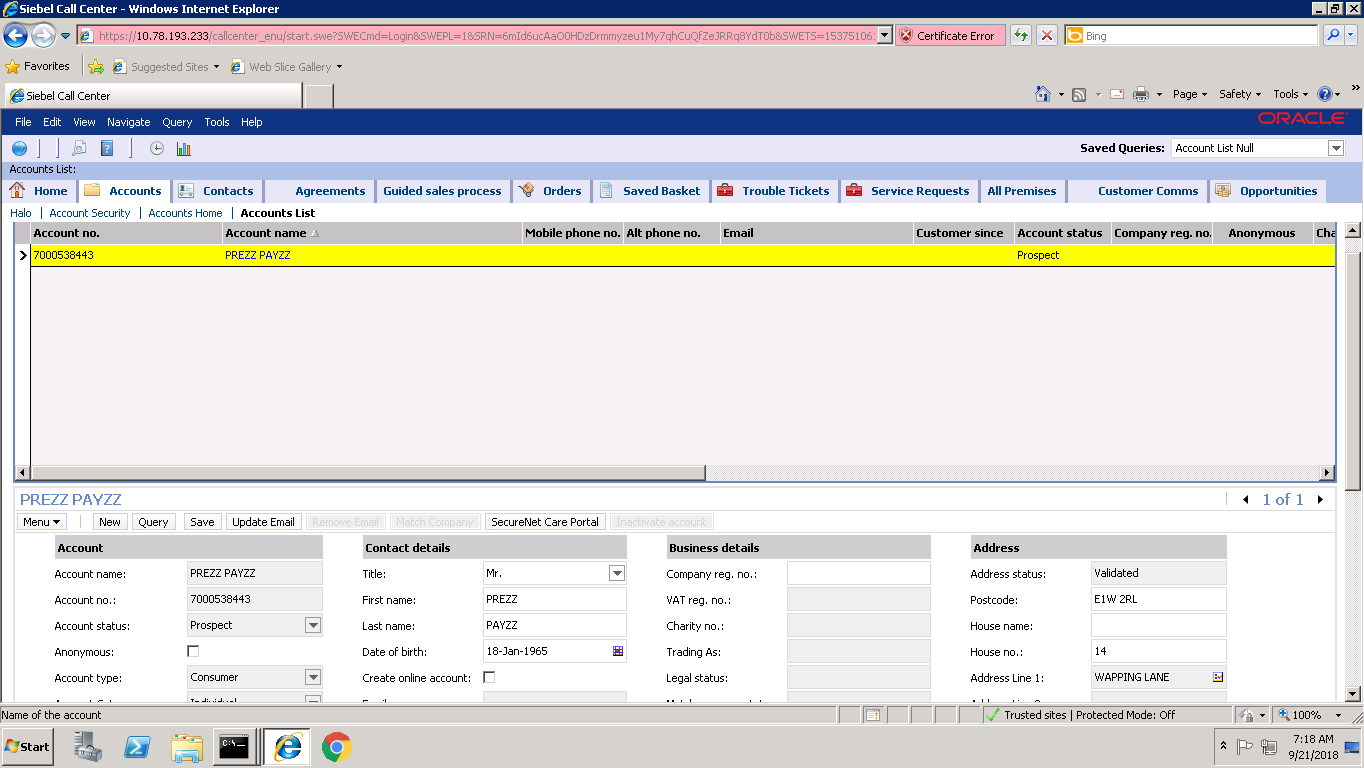 Siebel Call Center - Windows Internet Explorer
https://10.78.193.233/callcenter_enu/start.swe?SWECmd=Login&SWEPL=1&SRN=6mId6ucAaO0HDzDrmmyzeu1My7qhCuQfZeJRRq8YdT0b&SWETS=15375106: Certificate Error Bing
Favorites Suggested Sites Web Slice Gallery
Siebel Call Center Page Safety Tools
File Edit View Navigate Query Tools Help ORACLE
Saved Queries: Account List Null
Accounts List:
Home Accounts Contacts Agreements Guided sales process Orders Saved Basket Trouble Tickets Service Requests All Premises Customer Comms Opportunities
Halo | Account Security | Accounts Home | Accounts List
Account no. Account name Mobile phone no. Alt phone no. Email Customer since Account status Company reg. no. Anonymous Cha
7000538443 PREZZ PAYZZ Prospect
PREZZ PAYZZ 1 of 1
Menu New Query Save Update Email Remove Email Match Company SecureNet Care Portal Inactivate account
Account Contact details Business details Address
Account name: PREZZ PAYZZ Title: Mr. Company reg. no.: Address status: Validated
Account no.: 7000538443 First name: PREZZ VAT reg. no.: Postcode: E1W 2RL
Account status: Prospect Last name: PAYZZ Charity no.: House name:
Anonymous: Date of birth: 18-Jan-1965 Trading As: House no.: 14
Account type: Consumer Create online account: Legal status: Address Line 1: WAPPING LANE
Name of the account Trusted sites | Protected Mode: Off 100%
Start C:\ 7:18 AM
9/21/2018